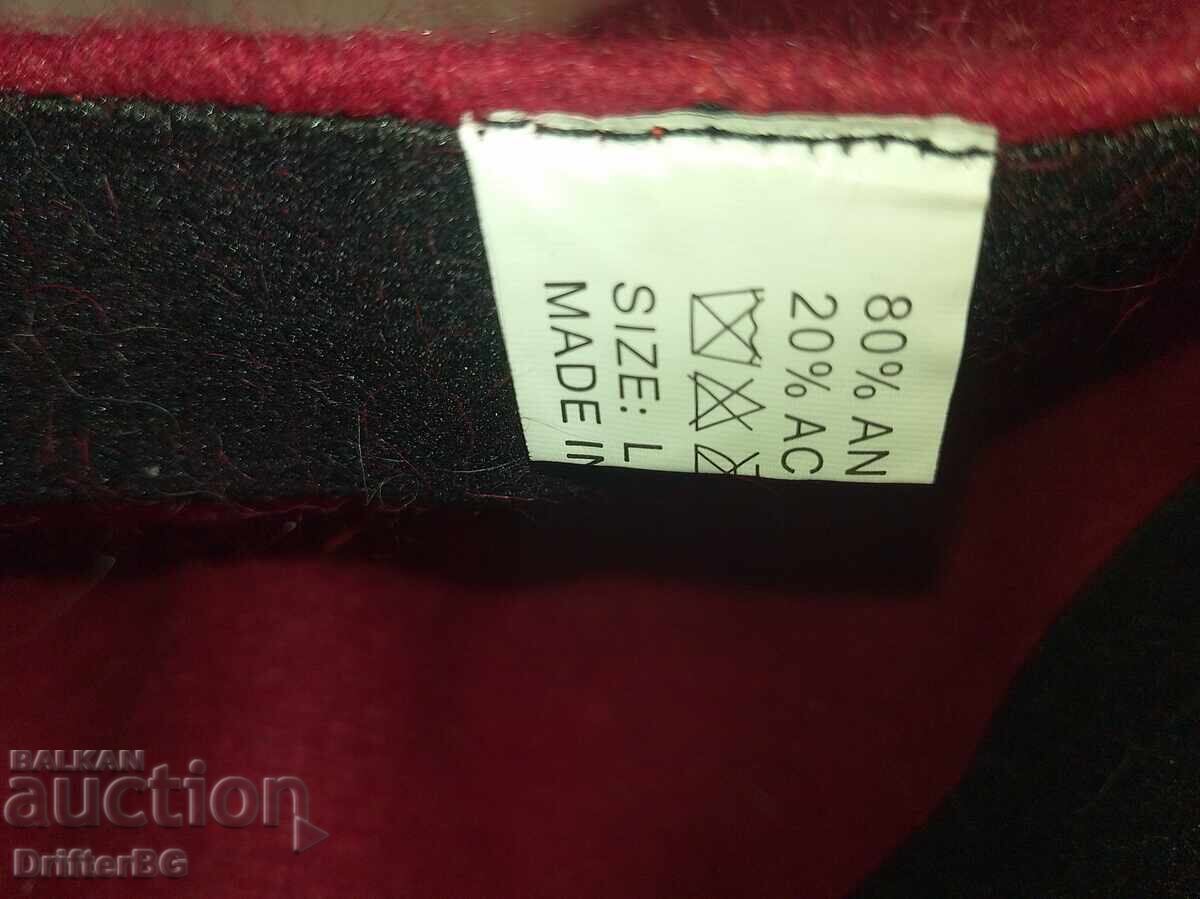 80% AN
20% AC
SIZE: L
MADE IN
BALKAN
auction
DrifterBG